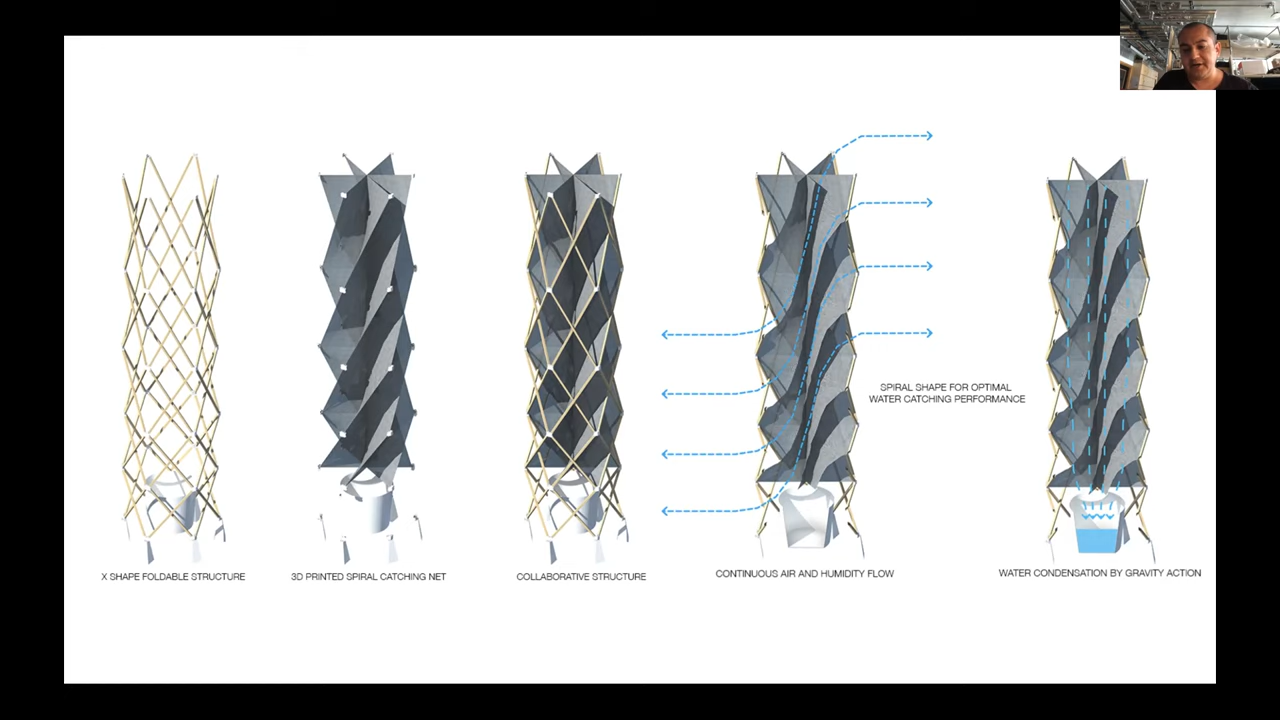 SPIRAL SHAPE FOR OPTIMAL
WATER CATCHING PERFORMANCE
X SHAPE FOLDABLE STRUCTURE
3D PRINTED SPIRAL CATCHING NET
COLLABORATIVE STRUCTURE
CONTINUOUS AIR AND HUMIDITY FLOW
WATER CONDENSATION BY GRAVITY ACTION